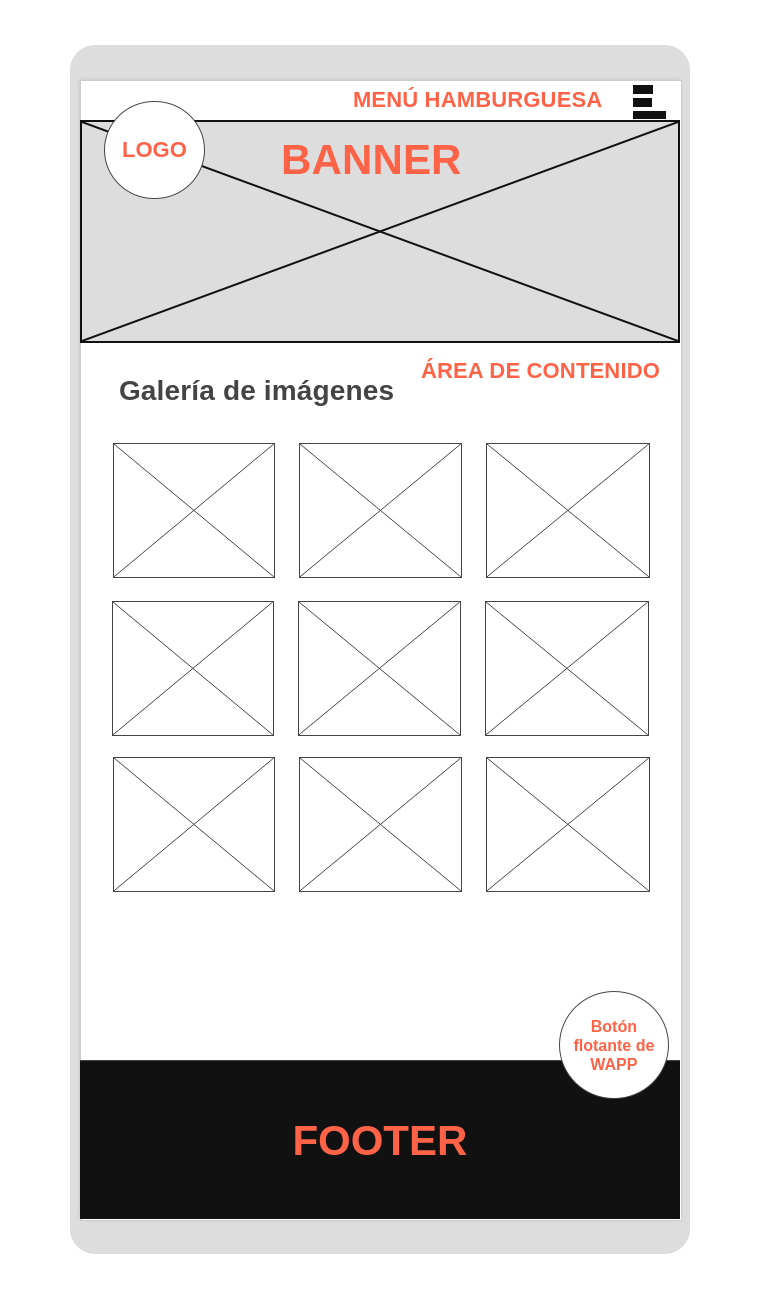 MENÚ HAMBURGUESA
LOGO
BANNER
ÁREA DE CONTENIDO
Galería de imágenes
Botón
flotante de
WAPP
FOOTER